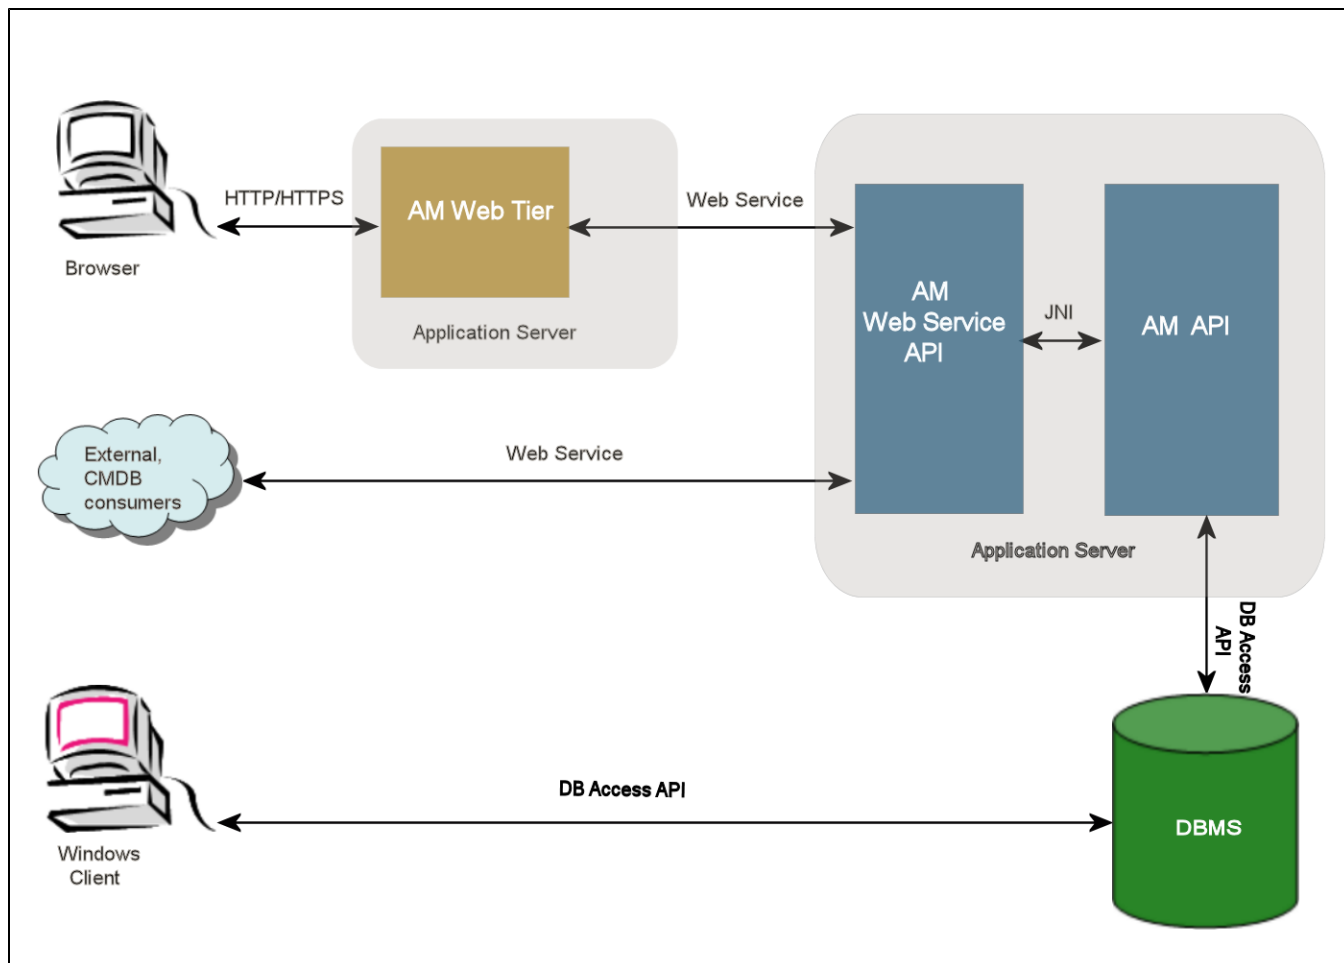 HTTP/HTTPS
Browser
AM Web Tier
Application Server
Web Service
AM
Web Service
API
JNI
AM API
Application Server
External,
CMDB
consumers
Web Service
DB Access
API
Windows
Client
DB Access API
DBMS